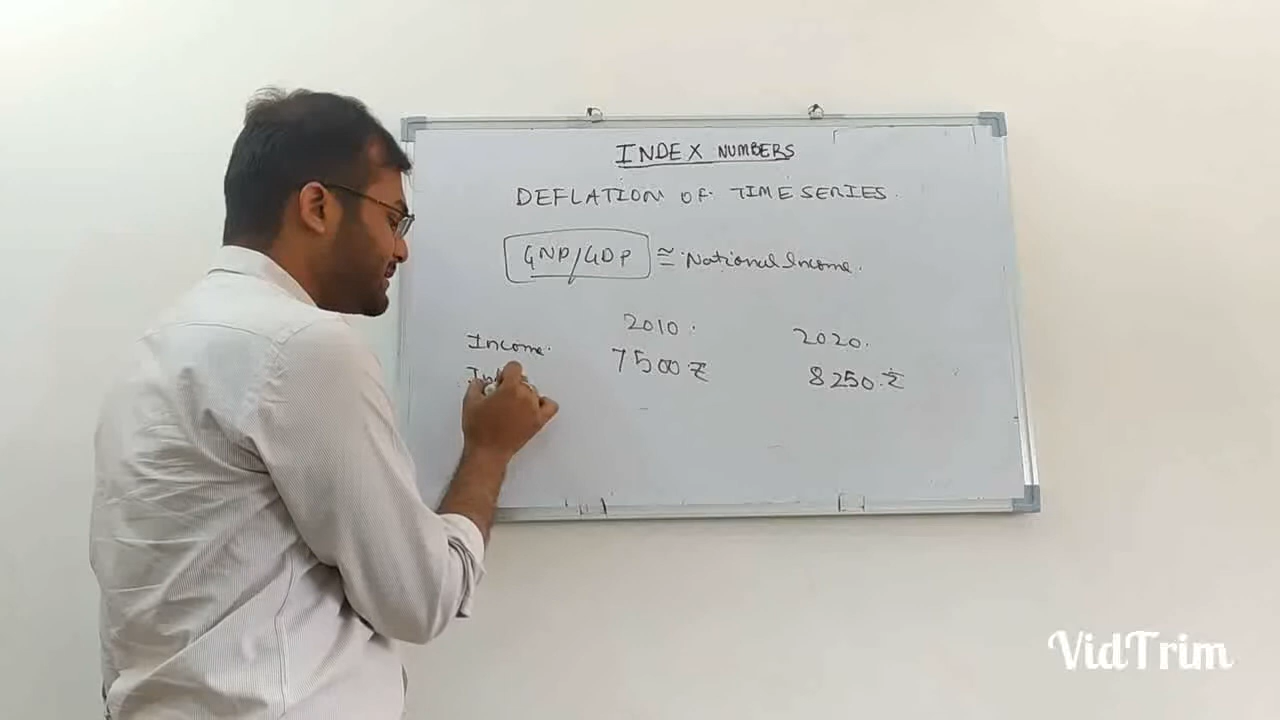 INDEX NUMBERS
DEFLATION OF TIME SERIES.
GNP/GDP ≅ National Income.
2010. 2020.
Income. 7500 ₹ 8250.₹
VidTrim